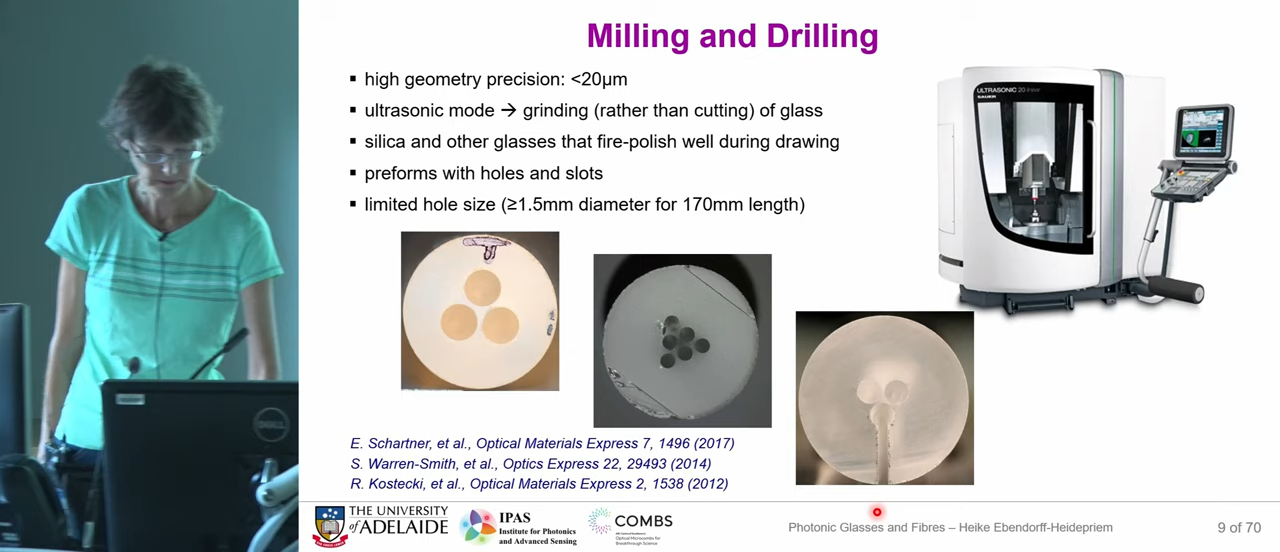 Milling and Drilling
▪ high geometry precision: <20µm
▪ ultrasonic mode → grinding (rather than cutting) of glass
▪ silica and other glasses that fire-polish well during drawing
▪ preforms with holes and slots
▪ limited hole size (≥1.5mm diameter for 170mm length)
ULTRASONIC 20 linear
SAUER
E. Schartner, et al., Optical Materials Express 7, 1496 (2017)
S. Warren-Smith, et al., Optics Express 22, 29493 (2014)
R. Kostecki, et al., Optical Materials Express 2, 1538 (2012)
DELL
THE UNIVERSITY
of ADELAIDE
IPAS
Institute for Photonics
and Advanced Sensing
COMBS
Optical Microcombs for
Breakthrough Science
Photonic Glasses and Fibres – Heike Ebendorff-Heidepriem
9 of 70